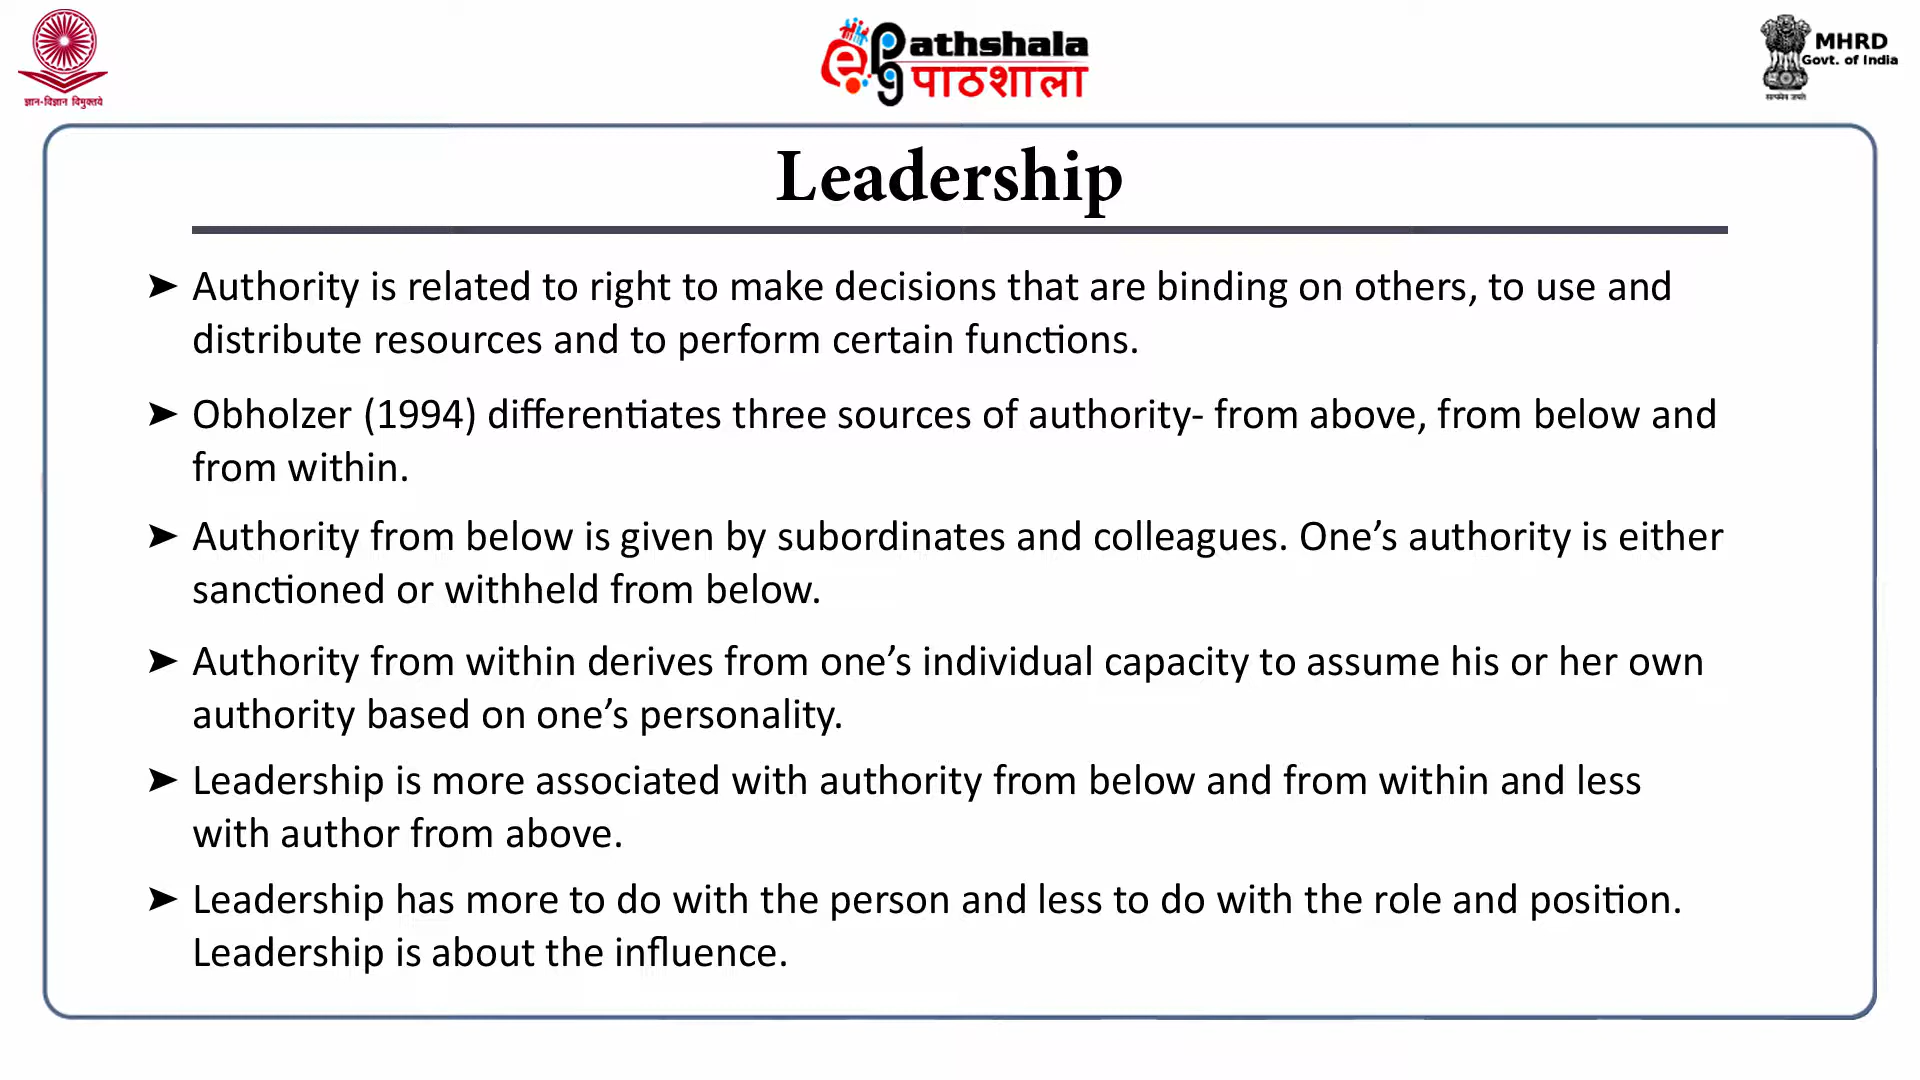 ज्ञान-विज्ञान विमुक्तये
ePG Pathshala
पाठशाला
MHRD
Govt. of India
सत्यमेव जयते
Leadership
➤ Authority is related to right to make decisions that are binding on others, to use and
distribute resources and to perform certain functions.
➤ Obholzer (1994) differentiates three sources of authority- from above, from below and
from within.
➤ Authority from below is given by subordinates and colleagues. One’s authority is either
sanctioned or withheld from below.
➤ Authority from within derives from one’s individual capacity to assume his or her own
authority based on one’s personality.
➤ Leadership is more associated with authority from below and from within and less
with author from above.
➤ Leadership has more to do with the person and less to do with the role and position.
Leadership is about the influence.